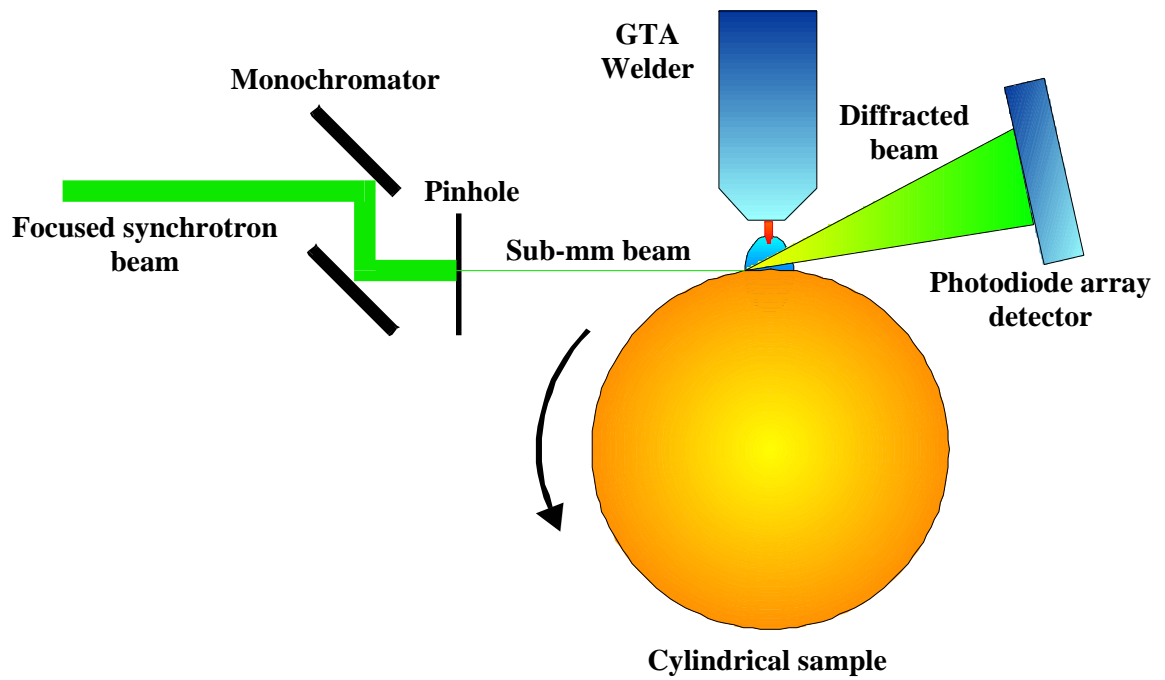 GTA
Welder
Monochromator
Diffracted
beam
Pinhole
Focused synchrotron
beam
Sub-mm beam
Photodiode array
detector
Cylindrical sample